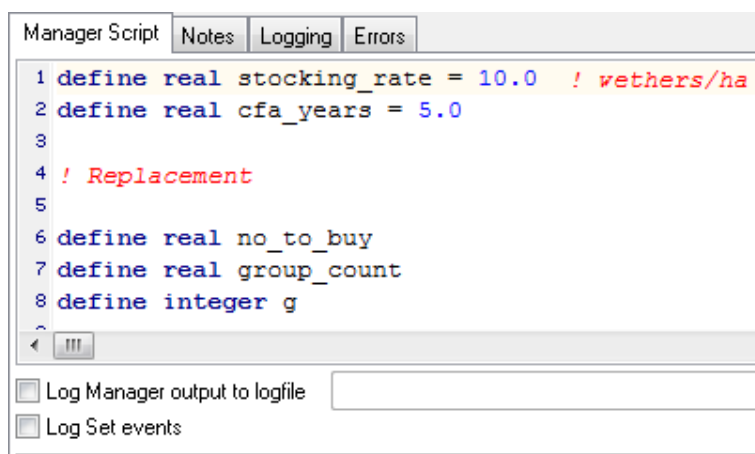 Manager Script Notes Logging Errors
1 define real stocking_rate = 10.0 ! wethers/ha
2 define real cfa_years = 5.0
3
4 ! Replacement
5
6 define real no_to_buy
7 define real group_count
8 define integer g
Log Manager output to logfile
Log Set events